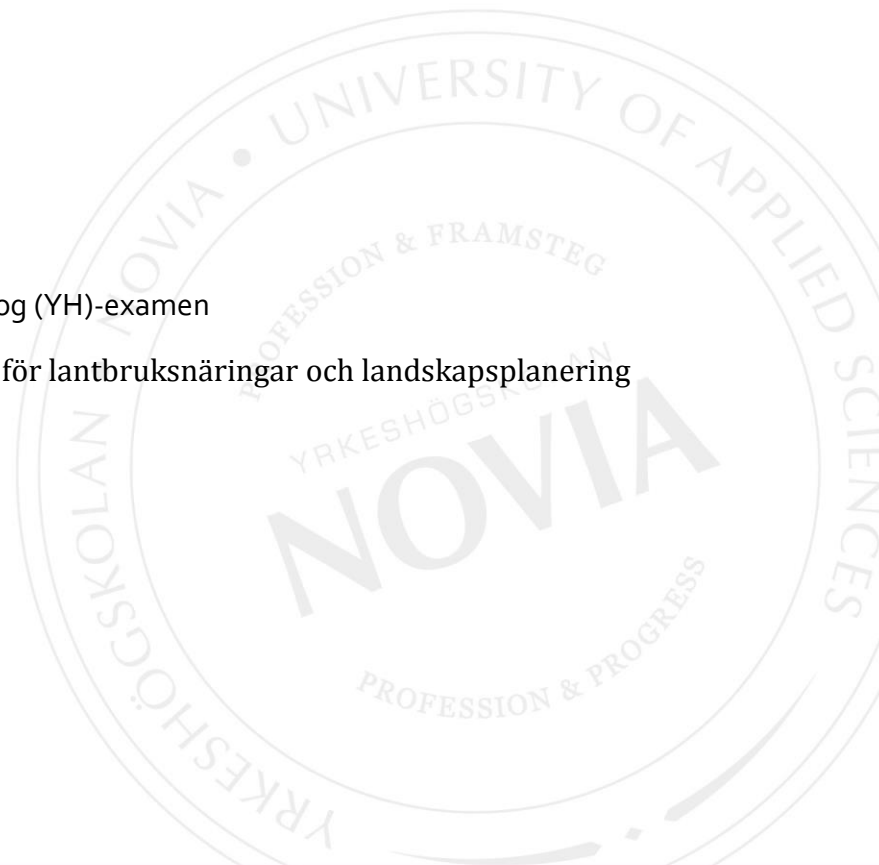 og (YH)-examen
för lantbruksnäringar och landskapsplanering
YRKESHÖGSKOLAN NOVIA • UNIVERSITY OF APPLIED SCIENCES
PROFESSION & FRAMSTEG
YRKESHÖGSKOLAN
NOVIA
PROFESSION & PROGRESS